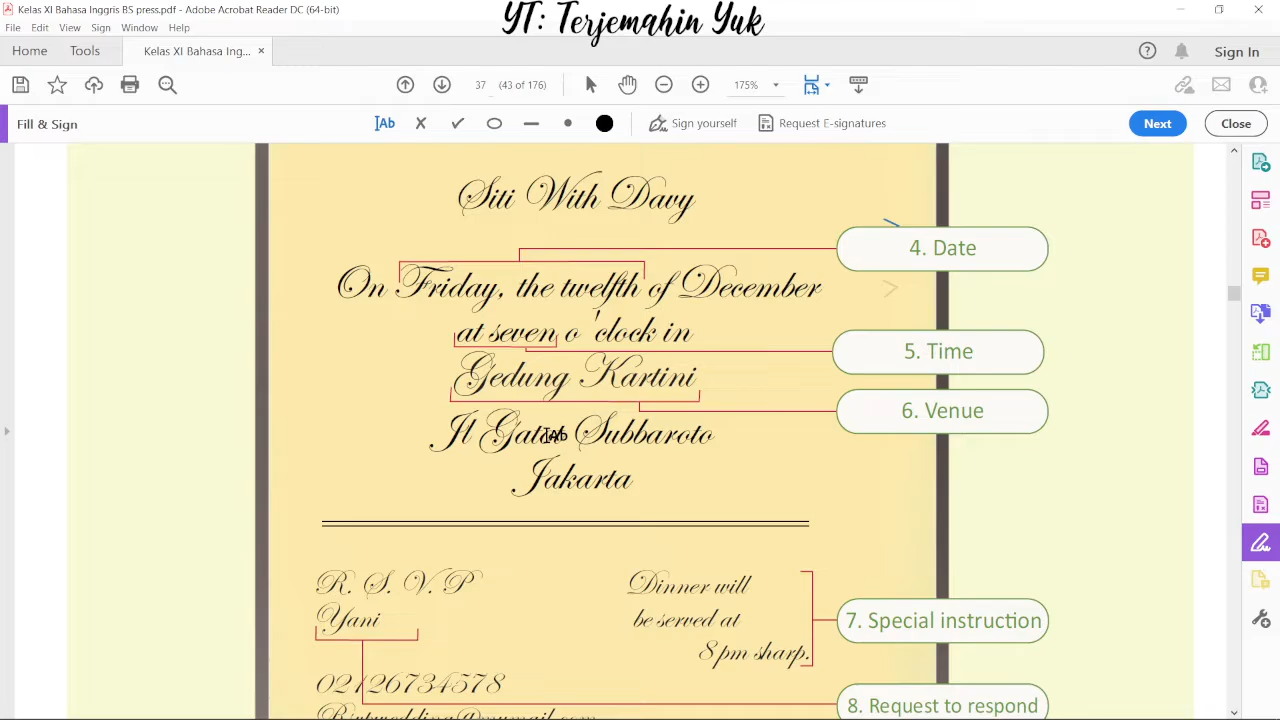 Kelas XI Bahasa Inggris BS press.pdf - Adobe Acrobat Reader DC (64-bit)
YT: Terjemahin Yuk
File Edit View Sign Window Help
Home Tools Kelas XI Bahasa Ing... × Sign In
37 (43 of 176) 175%
Fill & Sign Ab Sign yourself Request E-signatures Next Close
Siti With Davy
4. Date
On Friday, the twelfth of December
at seven o 'clock in
5. Time
Gedung Kartini
6. Venue
Jl Gatot Subbaroto
Jakarta
R. S. V. P
Yani
Dinner will
be served at
8 pm sharp.
7. Special instruction
02126734578
8. Request to respond